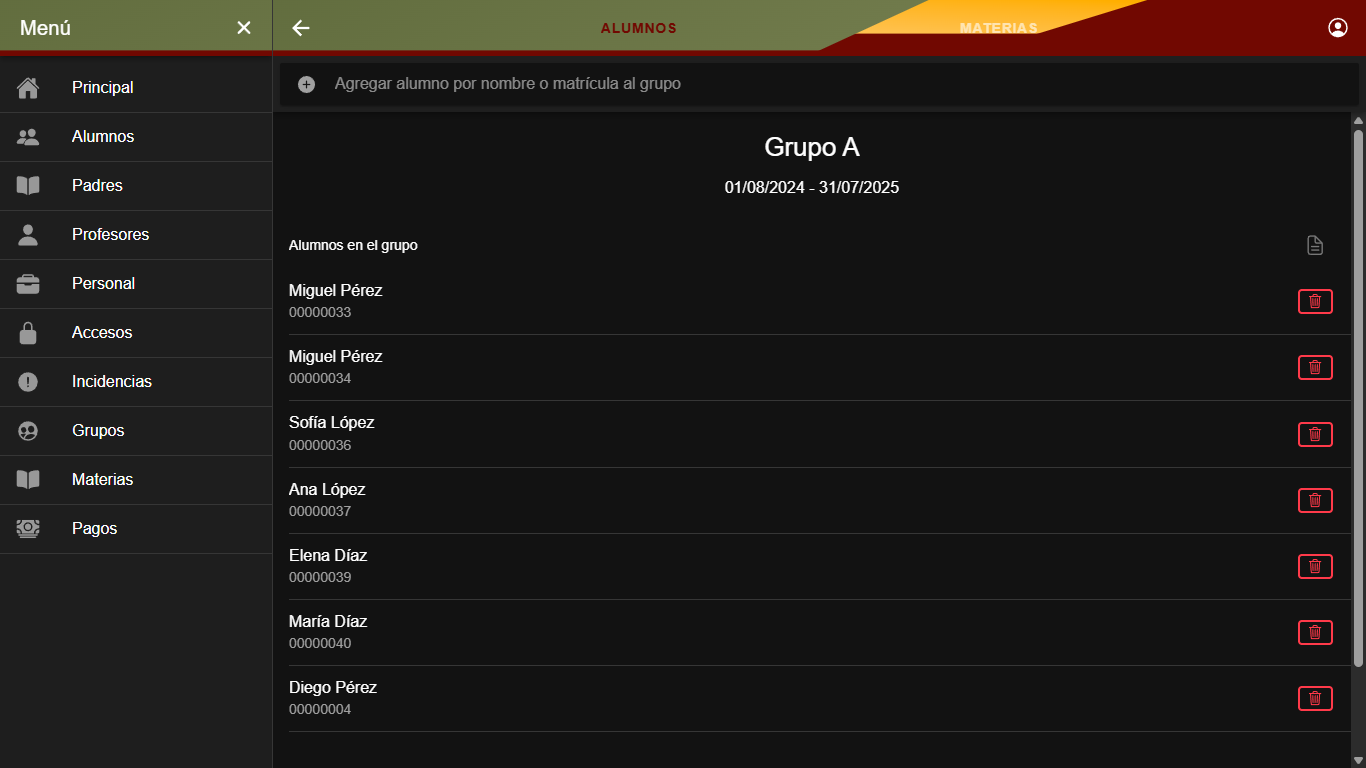 Menú
ALUMNOS
MATERIAS
Agregar alumno por nombre o matrícula al grupo
Principal
Alumnos
Padres
Profesores
Personal
Accesos
Incidencias
Grupos
Materias
Pagos
Grupo A
01/08/2024 - 31/07/2025
Alumnos en el grupo
Miguel Pérez
00000033
Miguel Pérez
00000034
Sofía López
00000036
Ana López
00000037
Elena Díaz
00000039
María Díaz
00000040
Diego Pérez
00000004